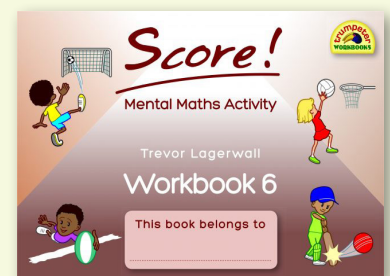 Score!
trumpeter
WORKBOOKS
Mental Maths Activity
Trevor Lagerwall
Workbook 6
This book belongs to